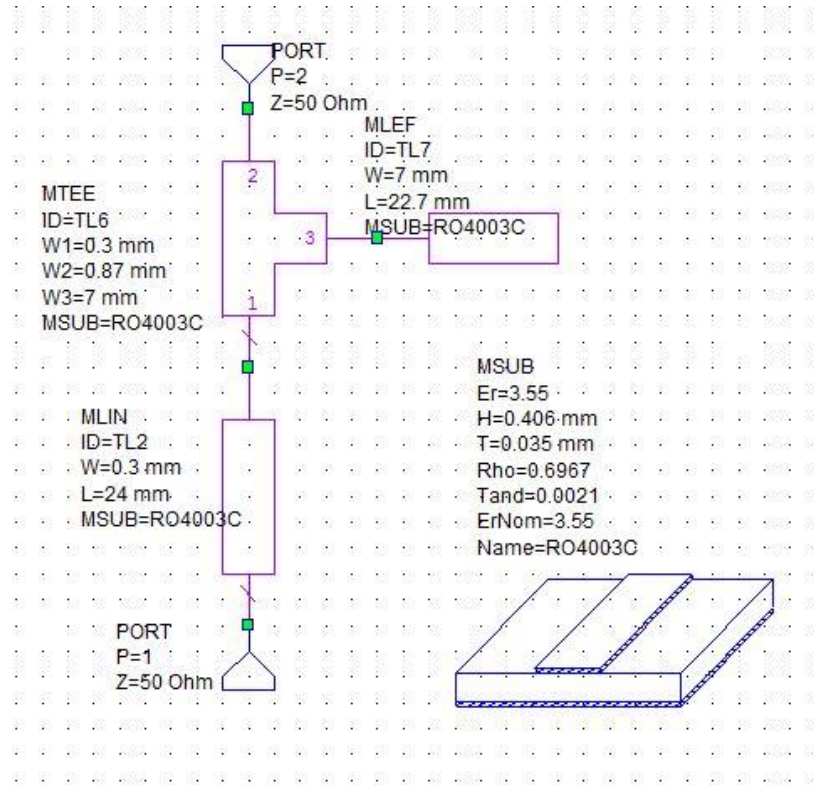 PORT
P=2
Z=50 Ohm
MLEF
ID=TL7
W=7 mm
L=22.7 mm
MSUB=RO4003C
2
3
1
MTEE
ID=TL6
W1=0.3 mm
W2=0.87 mm
W3=7 mm
MSUB=RO4003C
MLIN
ID=TL2
W=0.3 mm
L=24 mm
MSUB=RO4003C
MSUB
Er=3.55
H=0.406 mm
T=0.035 mm
Rho=0.6967
Tand=0.0021
ErNom=3.55
Name=RO4003C
PORT
P=1
Z=50 Ohm